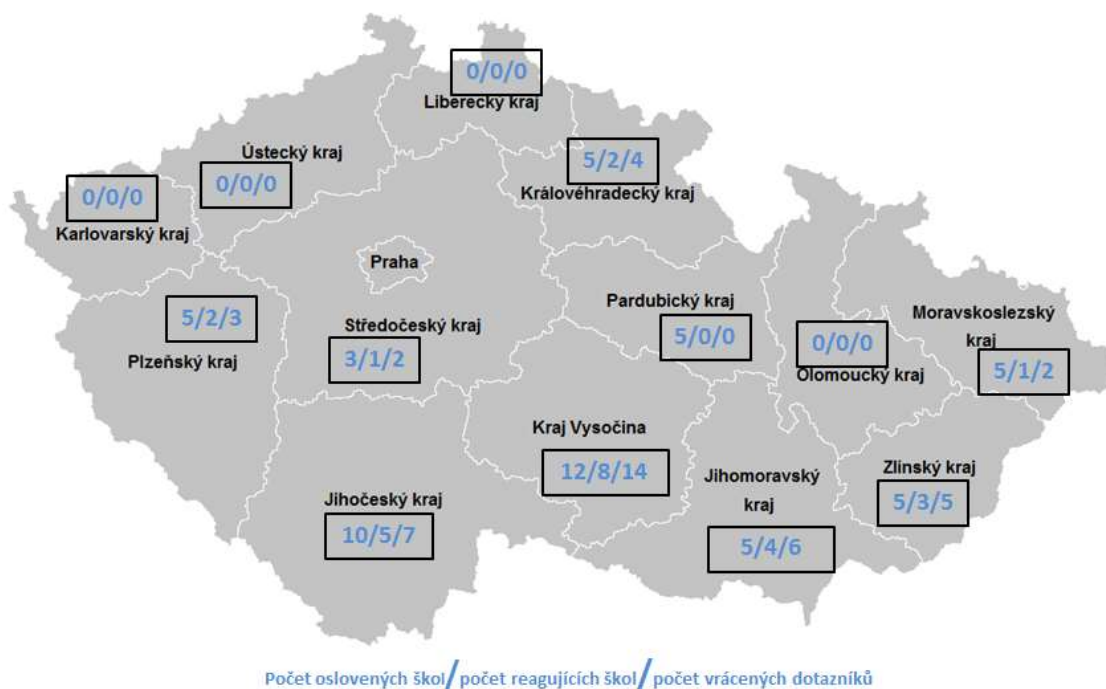 0/0/0
Liberecký kraj
Ústecký kraj
0/0/0
5/2/4
Královéhradecký kraj
0/0/0
Karlovarský kraj
Praha
5/2/3
Plzeňský kraj
Středočeský kraj
3/1/2
Pardubický kraj
5/0/0
0/0/0
Olomoucký kraj
Moravskoslezský
kraj
5/1/2
Kraj Vysočina
12/8/14
Jihomoravský
kraj
5/4/6
Zlínský kraj
5/3/5
Jihočeský kraj
10/5/7
Počet oslovených škol/počet reagujících škol/počet vrácených dotazníků